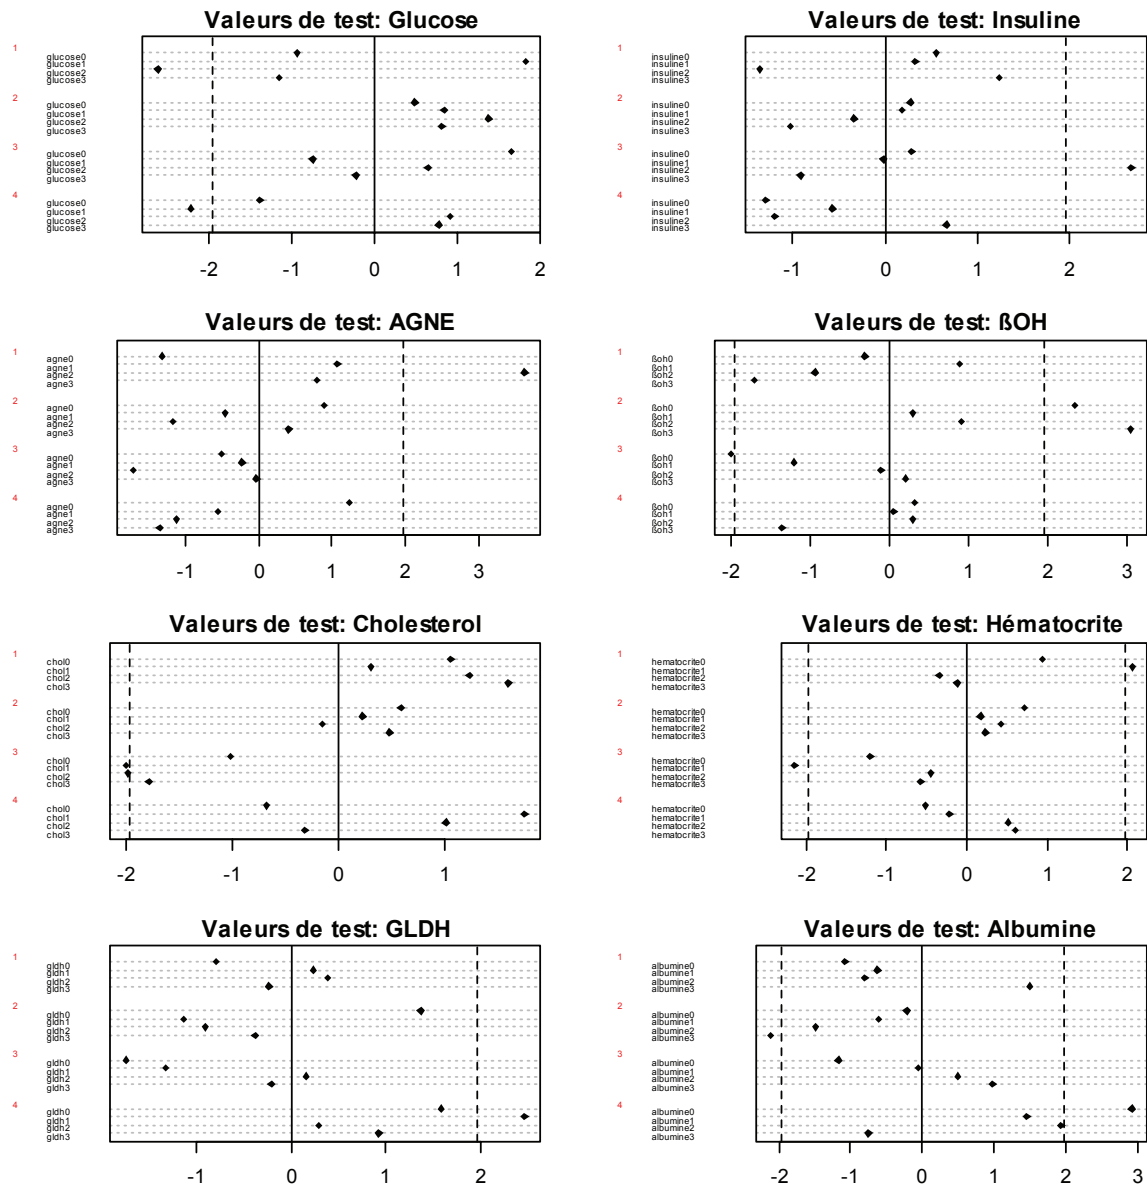 Valeurs de test: Glucose
1
glucose0
glucose1
glucose2
glucose3
2
glucose0
glucose1
glucose2
glucose3
3
glucose0
glucose1
glucose2
glucose3
4
glucose0
glucose1
glucose2
glucose3
-2 -1 0 1 2
Valeurs de test: Insuline
1
insuline0
insuline1
insuline2
insuline3
2
insuline0
insuline1
insuline2
insuline3
3
insuline0
insuline1
insuline2
insuline3
4
insuline0
insuline1
insuline2
insuline3
-1 0 1 2
Valeurs de test: AGNE
1
agne0
agne1
agne2
agne3
2
agne0
agne1
agne2
agne3
3
agne0
agne1
agne2
agne3
4
agne0
agne1
agne2
agne3
-1 0 1 2 3
Valeurs de test: ßOH
1
ßoh0
ßoh1
ßoh2
ßoh3
2
ßoh0
ßoh1
ßoh2
ßoh3
3
ßoh0
ßoh1
ßoh2
ßoh3
4
ßoh0
ßoh1
ßoh2
ßoh3
-2 -1 0 1 2 3
Valeurs de test: Cholesterol
1
chol0
chol1
chol2
chol3
2
chol0
chol1
chol2
chol3
3
chol0
chol1
chol2
chol3
4
chol0
chol1
chol2
chol3
-2 -1 0 1
Valeurs de test: Hématocrite
1
hematocrite0
hematocrite1
hematocrite2
hematocrite3
2
hematocrite0
hematocrite1
hematocrite2
hematocrite3
3
hematocrite0
hematocrite1
hematocrite2
hematocrite3
4
hematocrite0
hematocrite1
hematocrite2
hematocrite3
-2 -1 0 1 2
Valeurs de test: GLDH
1
gldh0
gldh1
gldh2
gldh3
2
gldh0
gldh1
gldh2
gldh3
3
gldh0
gldh1
gldh2
gldh3
4
gldh0
gldh1
gldh2
gldh3
-1 0 1 2
Valeurs de test: Albumine
1
albumine0
albumine1
albumine2
albumine3
2
albumine0
albumine1
albumine2
albumine3
3
albumine0
albumine1
albumine2
albumine3
4
albumine0
albumine1
albumine2
albumine3
-2 -1 0 1 2 3